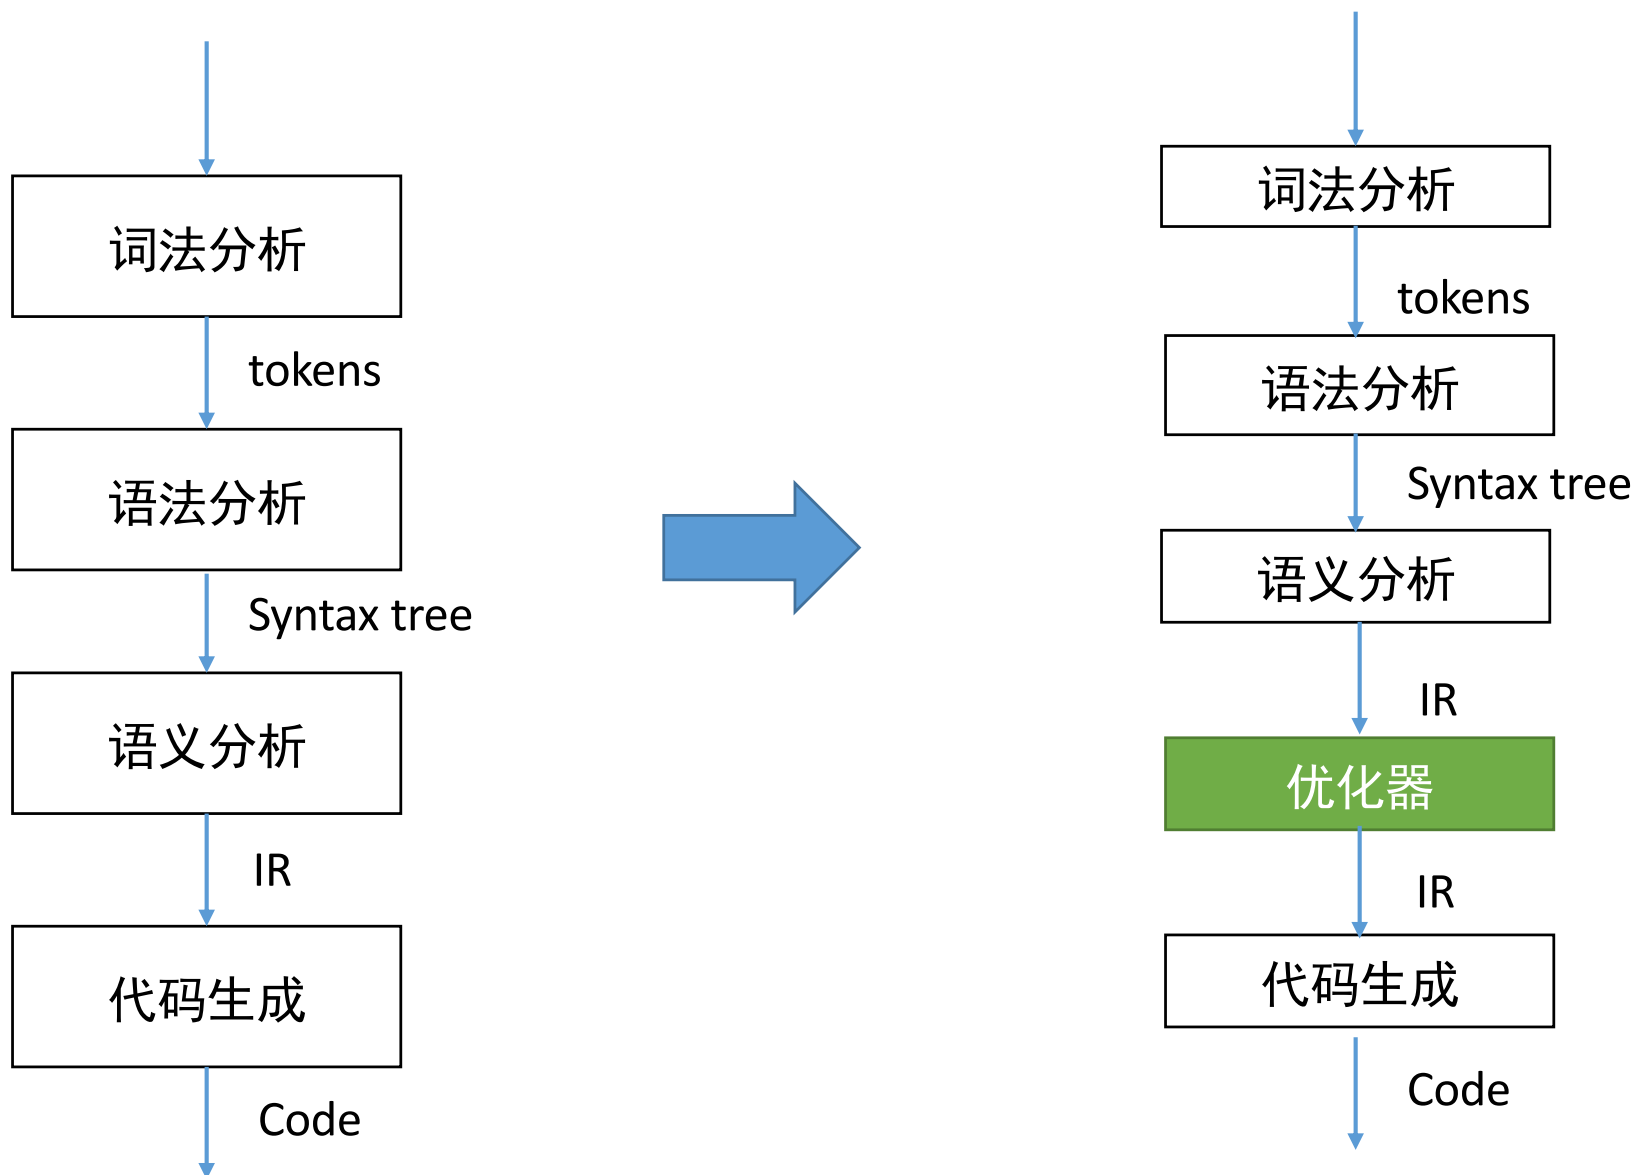 词法分析
tokens
语法分析
Syntax tree
语义分析
IR
代码生成
Code
词法分析
tokens
语法分析
Syntax tree
语义分析
IR
优化器
IR
代码生成
Code